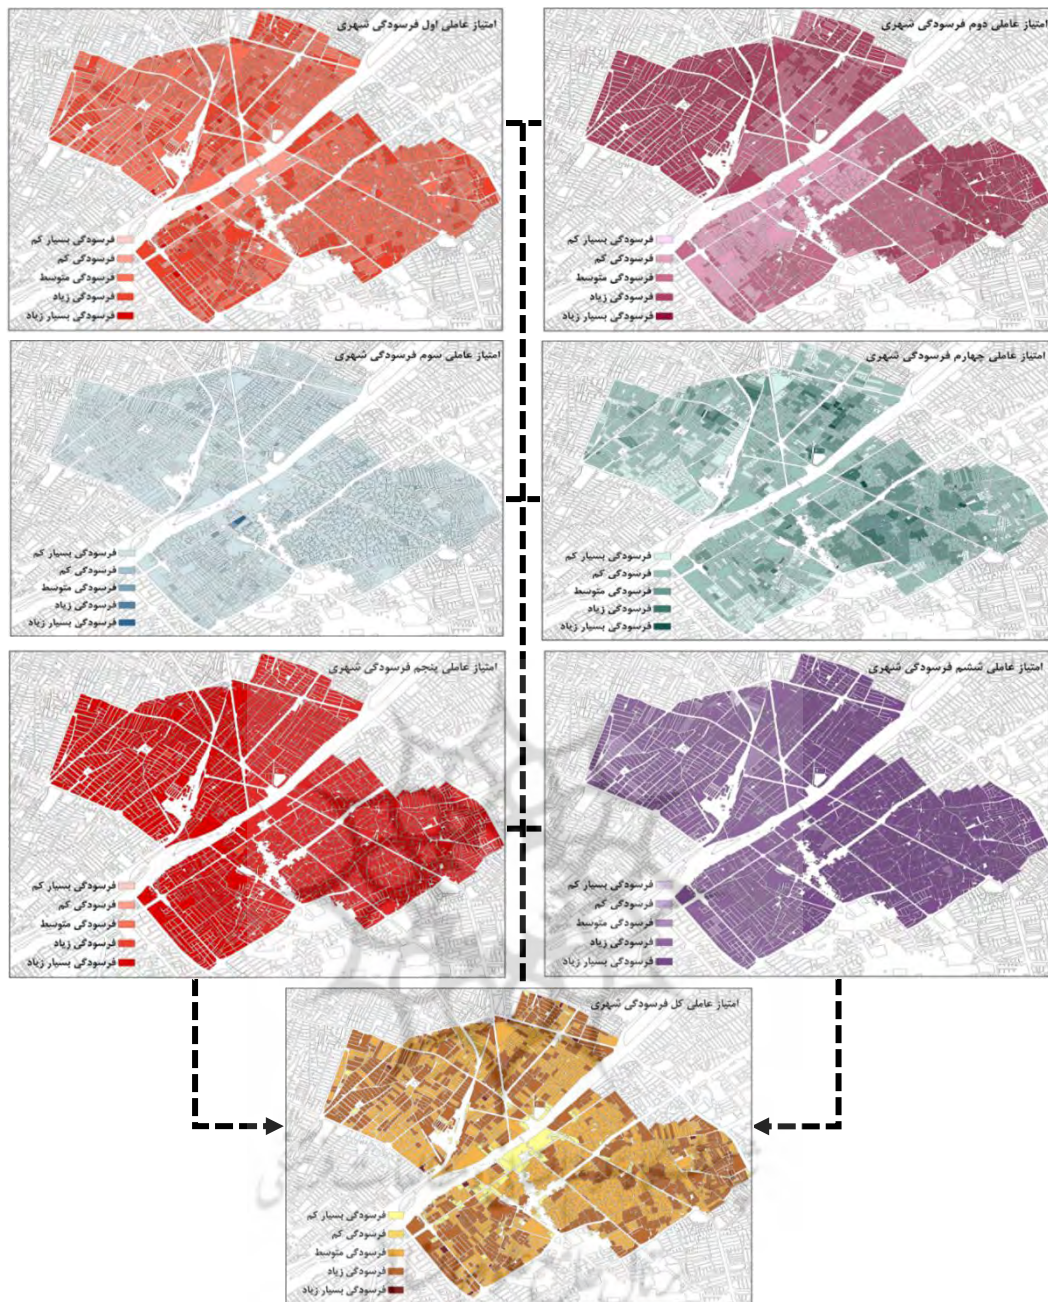 امتیاز عاملی اول فرسودگی شهری
فرسودگی بسیار کم
فرسودگی کم
فرسودگی متوسط
فرسودگی زیاد
فرسودگی بسیار زیاد
امتیاز عاملی دوم فرسودگی شهری
فرسودگی بسیار کم
فرسودگی کم
فرسودگی متوسط
فرسودگی زیاد
فرسودگی بسیار زیاد
امتیاز عاملی سوم فرسودگی شهری
فرسودگی بسیار کم
فرسودگی کم
فرسودگی متوسط
فرسودگی زیاد
فرسودگی بسیار زیاد
امتیاز عاملی چهارم فرسودگی شهری
فرسودگی بسیار کم
فرسودگی کم
فرسودگی متوسط
فرسودگی زیاد
فرسودگی بسیار زیاد
امتیاز عاملی پنجم فرسودگی شهری
فرسودگی بسیار کم
فرسودگی کم
فرسودگی متوسط
فرسودگی زیاد
فرسودگی بسیار زیاد
امتیاز عاملی ششم فرسودگی شهری
فرسودگی بسیار کم
فرسودگی کم
فرسودگی متوسط
فرسودگی زیاد
فرسودگی بسیار زیاد
امتیاز عاملی کل فرسودگی شهری
فرسودگی بسیار کم
فرسودگی کم
فرسودگی متوسط
فرسودگی زیاد
فرسودگی بسیار زیاد